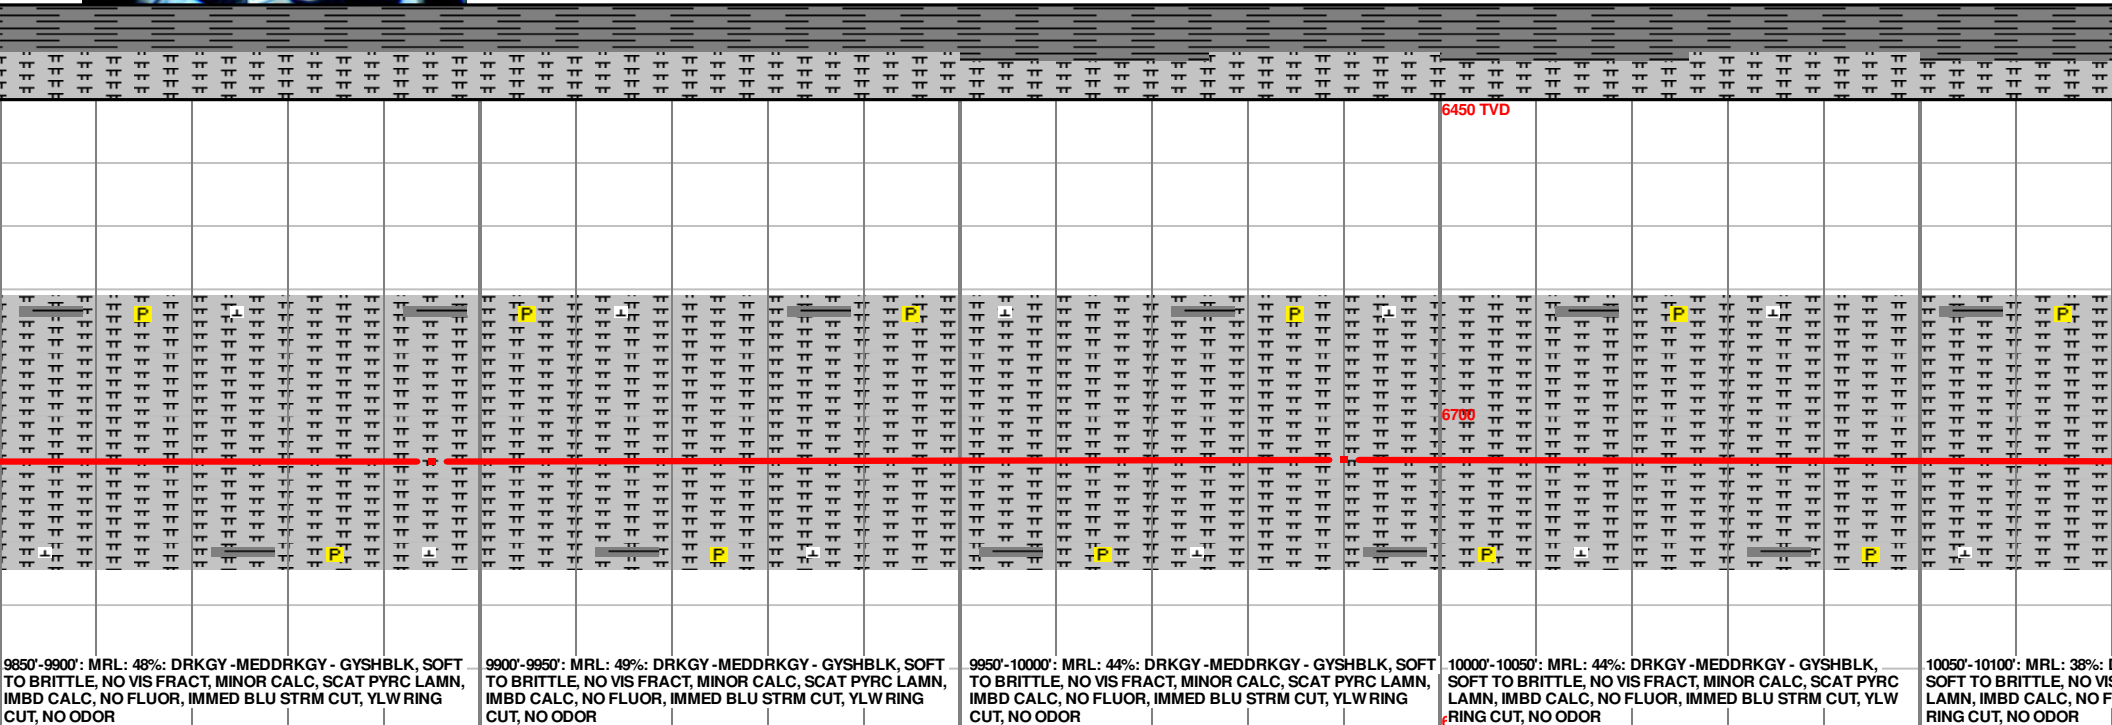 6450 TVD
P P P P P P
6700
P P P P P
9850'-9900': MRL: 48%: DRKGY -MEDDRKGY - GYSHBLK, SOFT
TO BRITTLE, NO VIS FRACT, MINOR CALC, SCAT PYRC LAMN,
IMBD CALC, NO FLUOR, IMMED BLU STRM CUT, YLW RING
CUT, NO ODOR
9900'-9950': MRL: 49%: DRKGY -MEDDRKGY - GYSHBLK, SOFT
TO BRITTLE, NO VIS FRACT, MINOR CALC, SCAT PYRC LAMN,
IMBD CALC, NO FLUOR, IMMED BLU STRM CUT, YLW RING
CUT, NO ODOR
9950'-10000': MRL: 44%: DRKGY -MEDDRKGY - GYSHBLK, SOFT
TO BRITTLE, NO VIS FRACT, MINOR CALC, SCAT PYRC LAMN,
IMBD CALC, NO FLUOR, IMMED BLU STRM CUT, YLW RING
CUT, NO ODOR
10000'-10050': MRL: 44%: DRKGY -MEDDRKGY - GYSHBLK,
SOFT TO BRITTLE, NO VIS FRACT, MINOR CALC, SCAT PYRC
LAMN, IMBD CALC, NO FLUOR, IMMED BLU STRM CUT, YLW
RING CUT, NO ODOR
10050'-10100': MRL: 38%:
SOFT TO BRITTLE, NO VIS
LAMN, IMBD CALC, NO F
RING CUT, NO ODOR